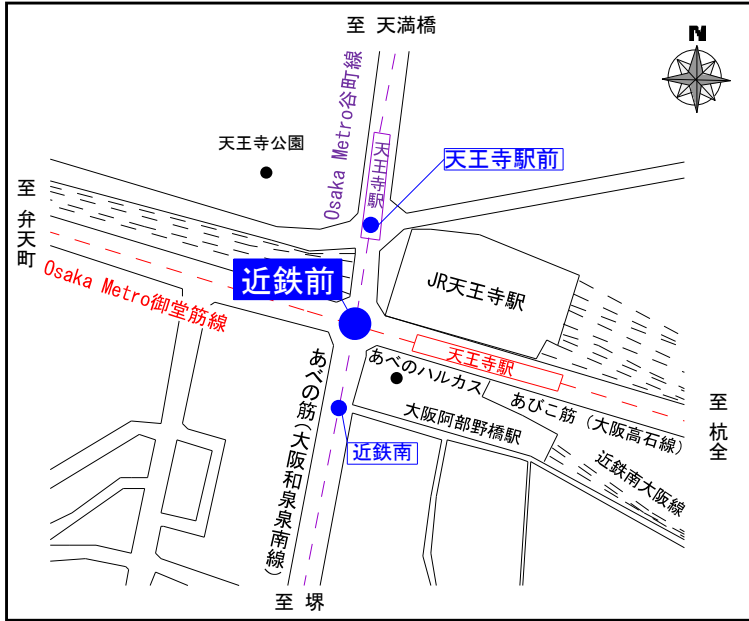 至 天満橋
N
Osaka Metro谷町線
天王寺公園
天王寺駅
天王寺駅前
至 弁天町
JR天王寺駅
近鉄前
Osaka Metro御堂筋線
天王寺駅
あべのハルカス
あびこ筋（大阪高石線）
至 杭全
大阪阿部野橋駅
近鉄南
近鉄南大阪線
あべの筋(大阪和泉泉南線)
至 堺